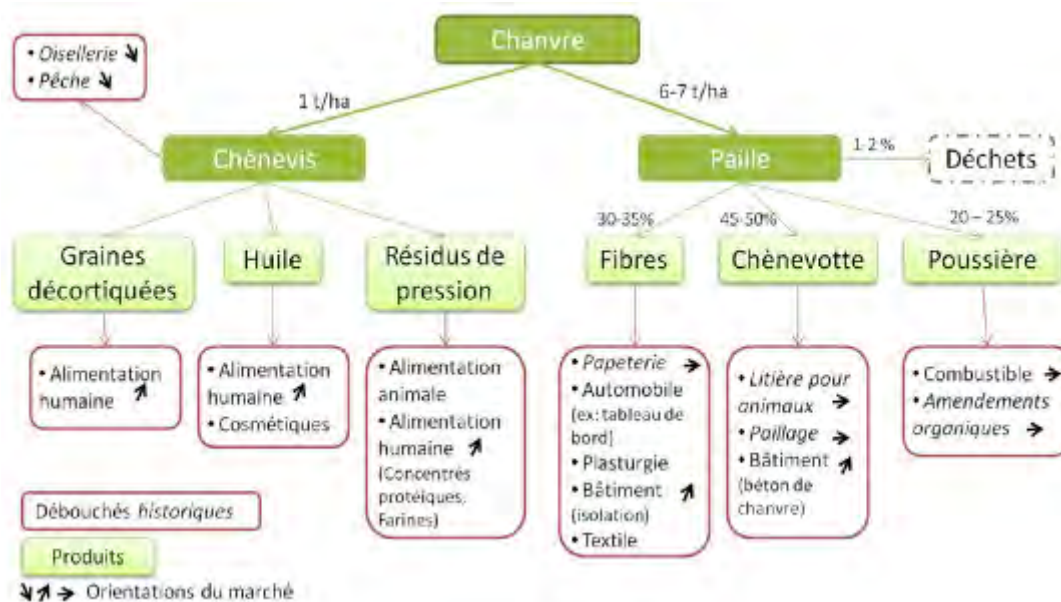 Chanvre
• Oisellerie ↘
• Pêche ↘
1 t/ha
6-7 t/ha
Chènevis
Paille
1-2 %
Déchets
30-35%
45-50%
20 – 25%
Graines
décortiquées
Huile
Résidus de
pression
Fibres
Chènevotte
Poussière
• Alimentation
humaine ↗
• Alimentation
humaine ↗
• Cosmétiques
• Alimentation
animale
• Alimentation
humaine ↗
(Concentrés
protéiques,
Farines)
• Papeterie →
• Automobile
(ex: tableau de
bord)
• Plasturgie
• Bâtiment ↗
(isolation)
• Textile
• Litière pour
animaux →
• Paillage →
• Bâtiment ↗
(béton de
chanvre)
• Combustible →
• Amendements
organiques →
Débouchés historiques
Produits
↘↗→ Orientations du marché